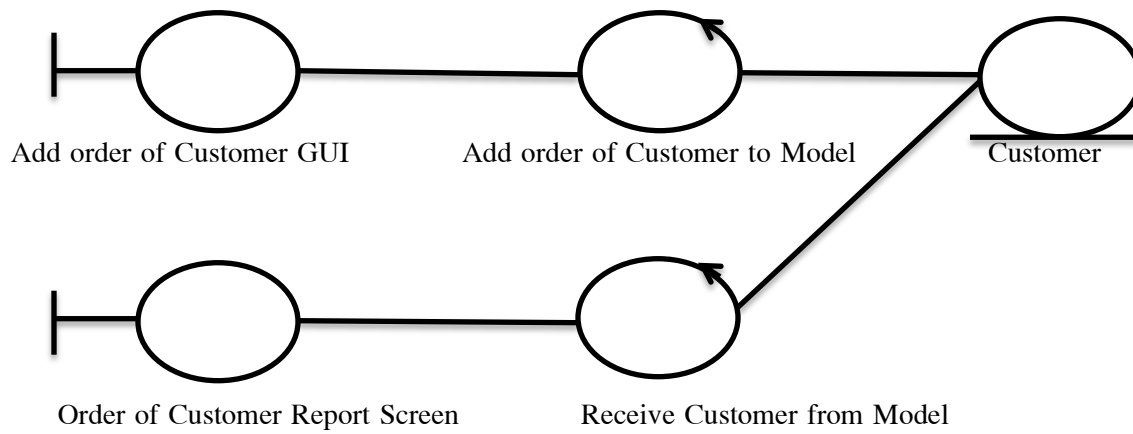 Add order of Customer GUI
Add order of Customer to Model
Customer
Order of Customer Report Screen
Receive Customer from Model